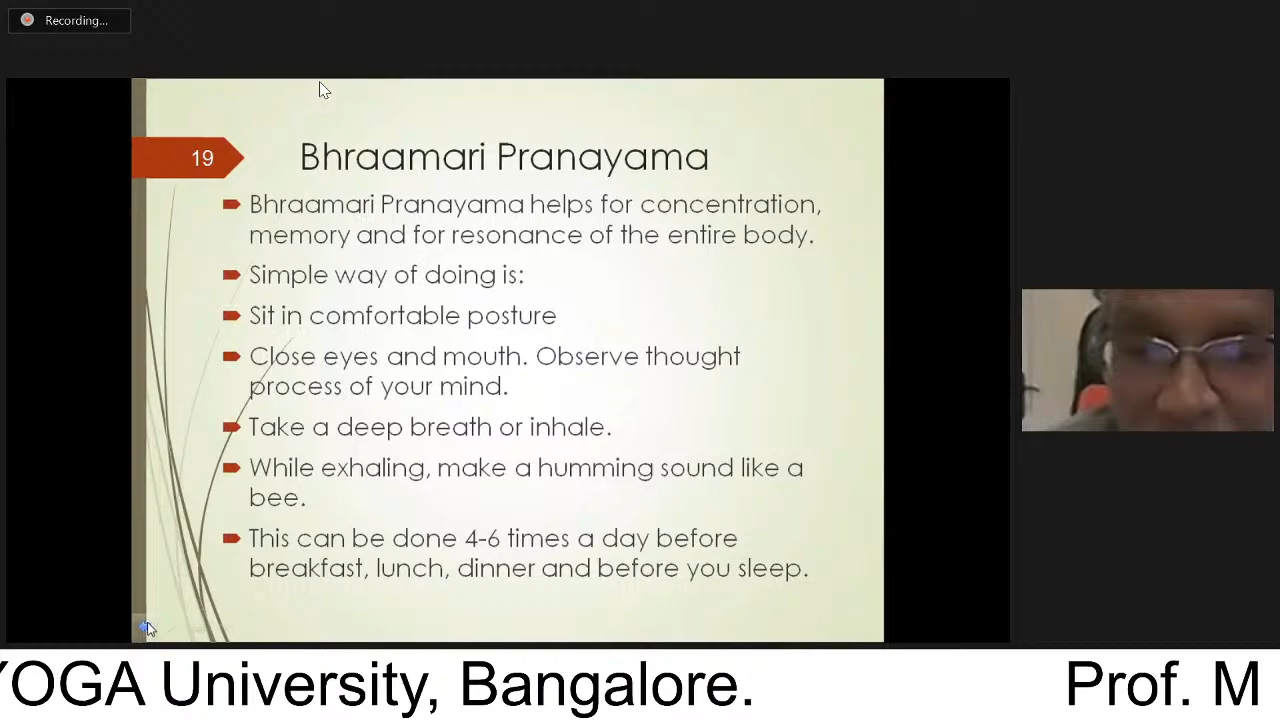 Recording...
19
Bhraamari Pranayama
Bhraamari Pranayama helps for concentration,
memory and for resonance of the entire body.
Simple way of doing is:
Sit in comfortable posture
Close eyes and mouth. Observe thought
process of your mind.
Take a deep breath or inhale.
While exhaling, make a humming sound like a
bee.
This can be done 4-6 times a day before
breakfast, lunch, dinner and before you sleep.
YOGA University, Bangalore. Prof. M